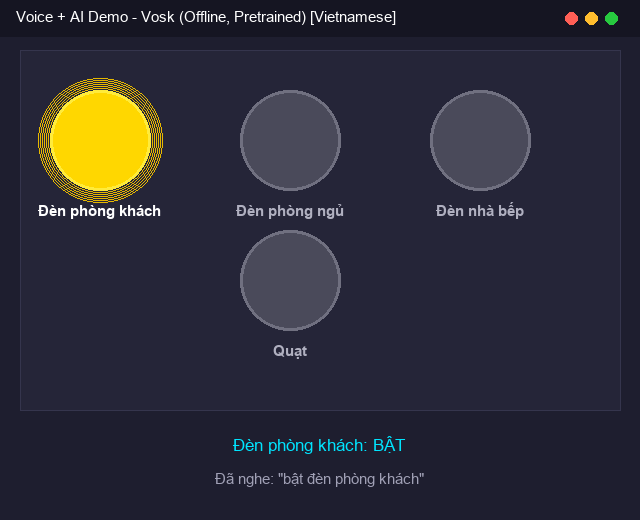 Voice + AI Demo - Vosk (Offline, Pretrained) [Vietnamese]
Đèn phòng khách
Đèn phòng ngủ
Đèn nhà bếp
Quạt
Đèn phòng khách: BẬT
Đã nghe: "bật đèn phòng khách"